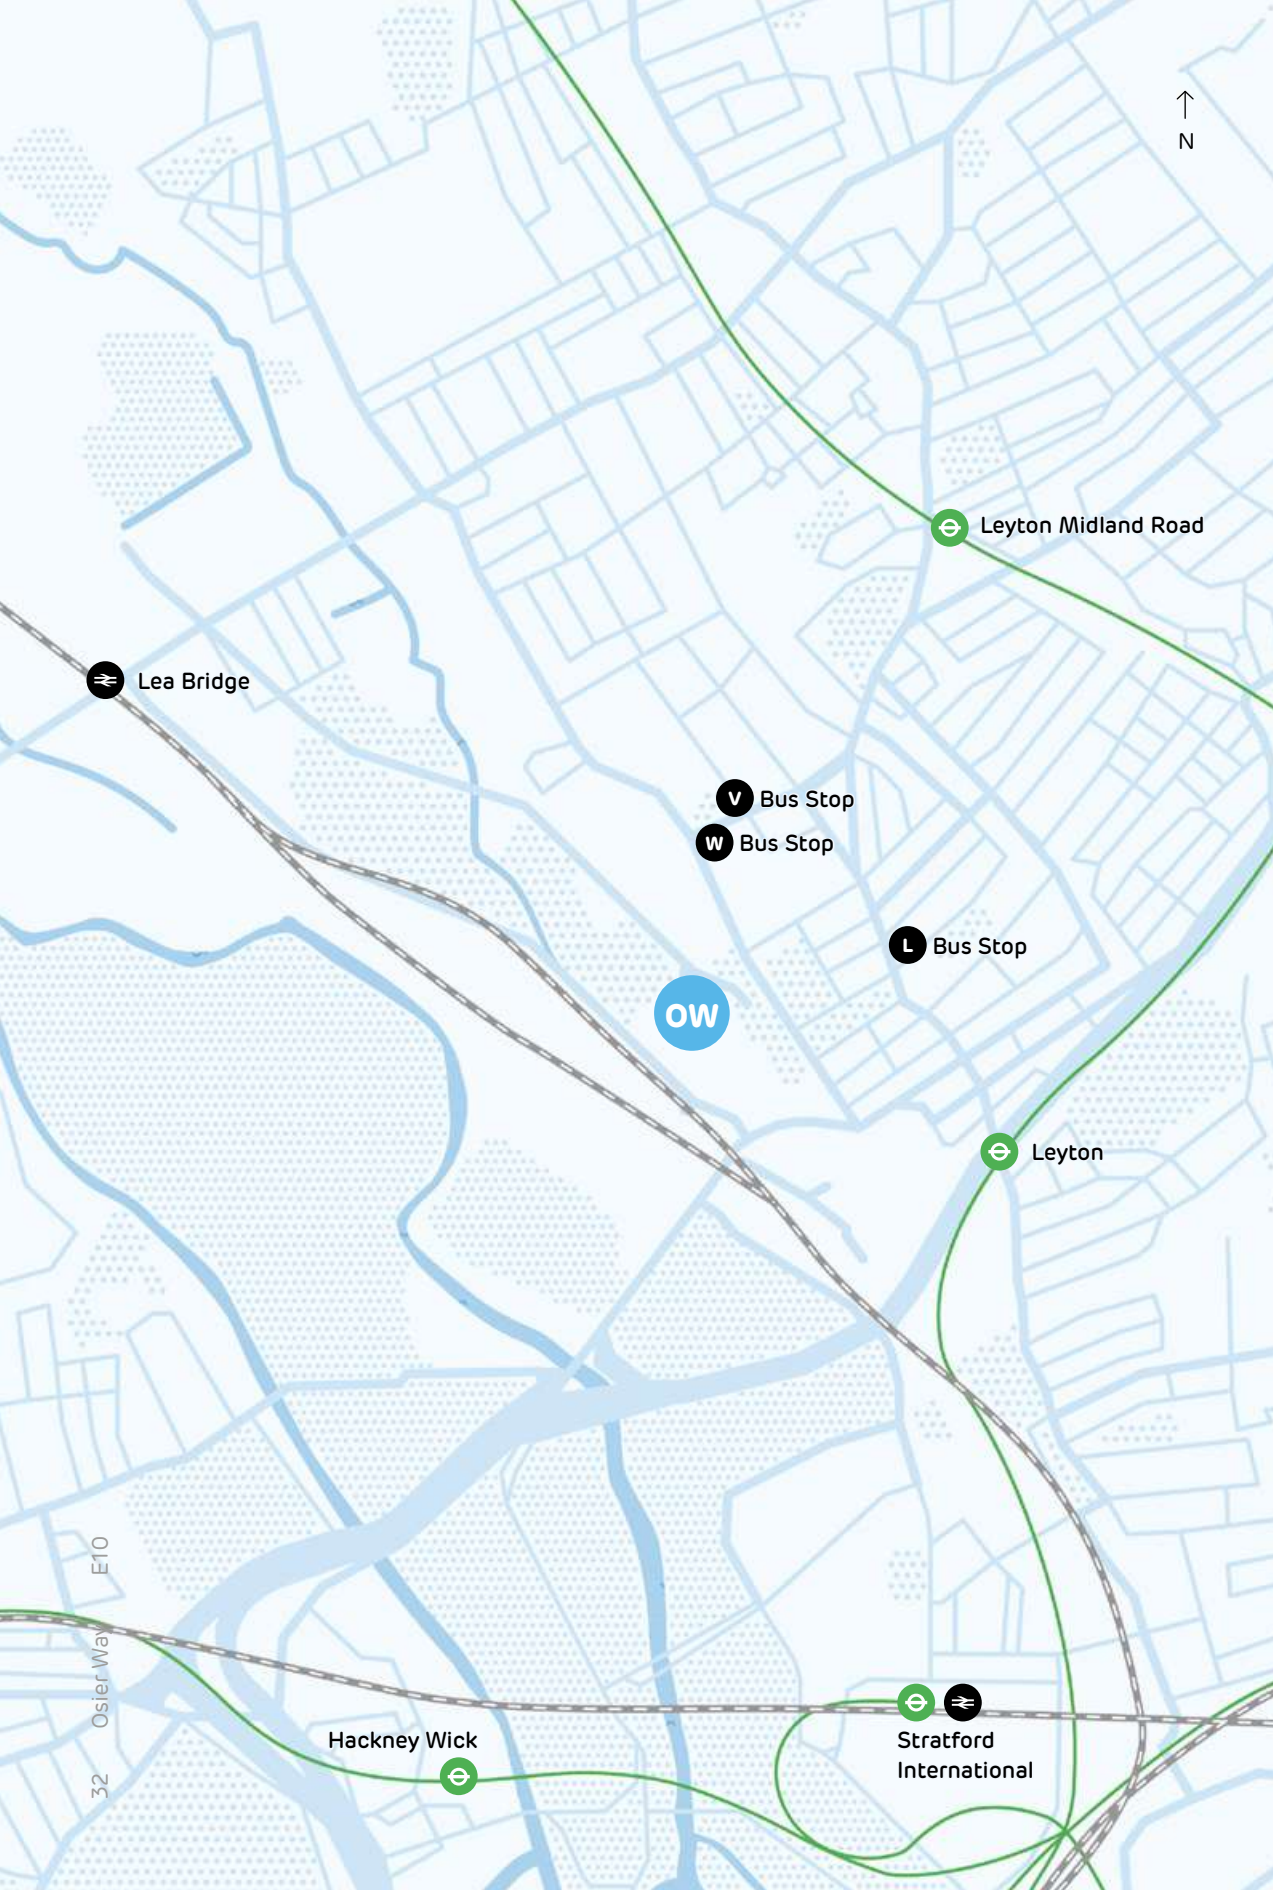 N
Leyton Midland Road
Lea Bridge
V Bus Stop
W Bus Stop
L Bus Stop
OW
Leyton
Stratford
International
Hackney Wick
32 Osier Way E10